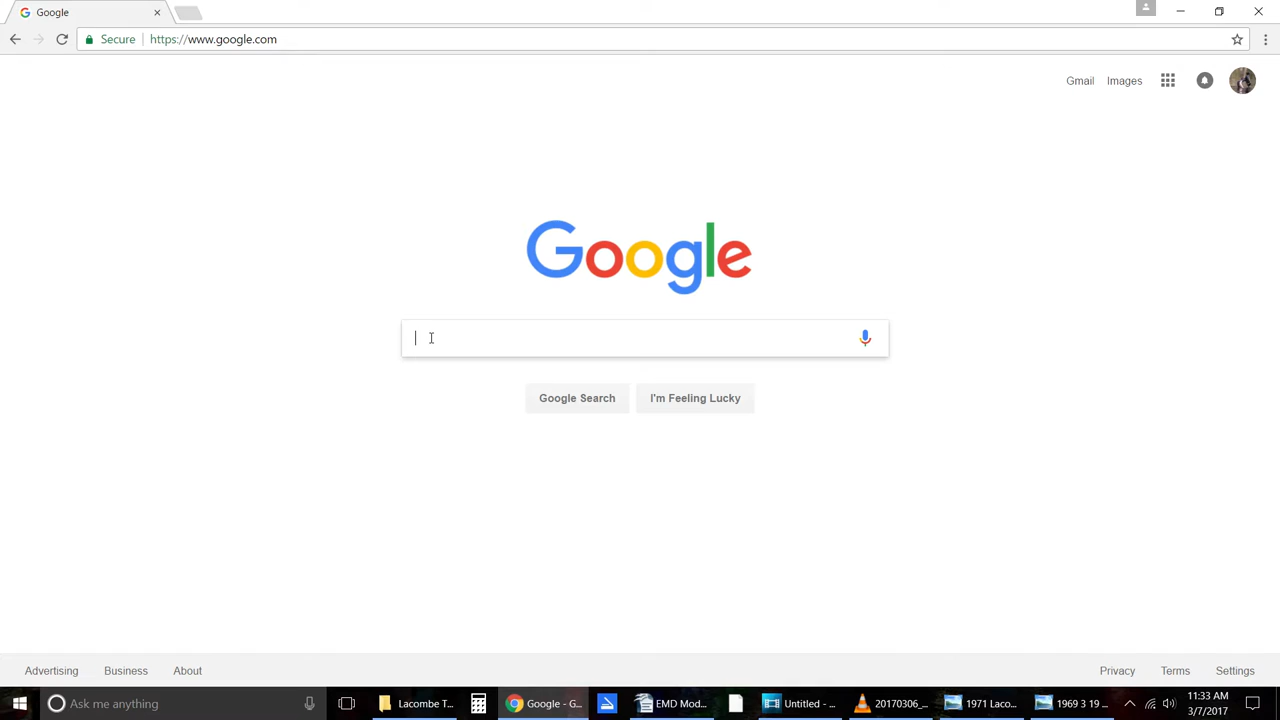 Google
Secure https://www.google.com
Gmail Images
Google
Google Search I'm Feeling Lucky
Advertising Business About Privacy Terms Settings
Ask me anything Lacombe T... Google - G... EMD Mod... Untitled - ... 20170306_... 1971 Laco... 1969 3 19 ... 11:33 AM
3/7/2017